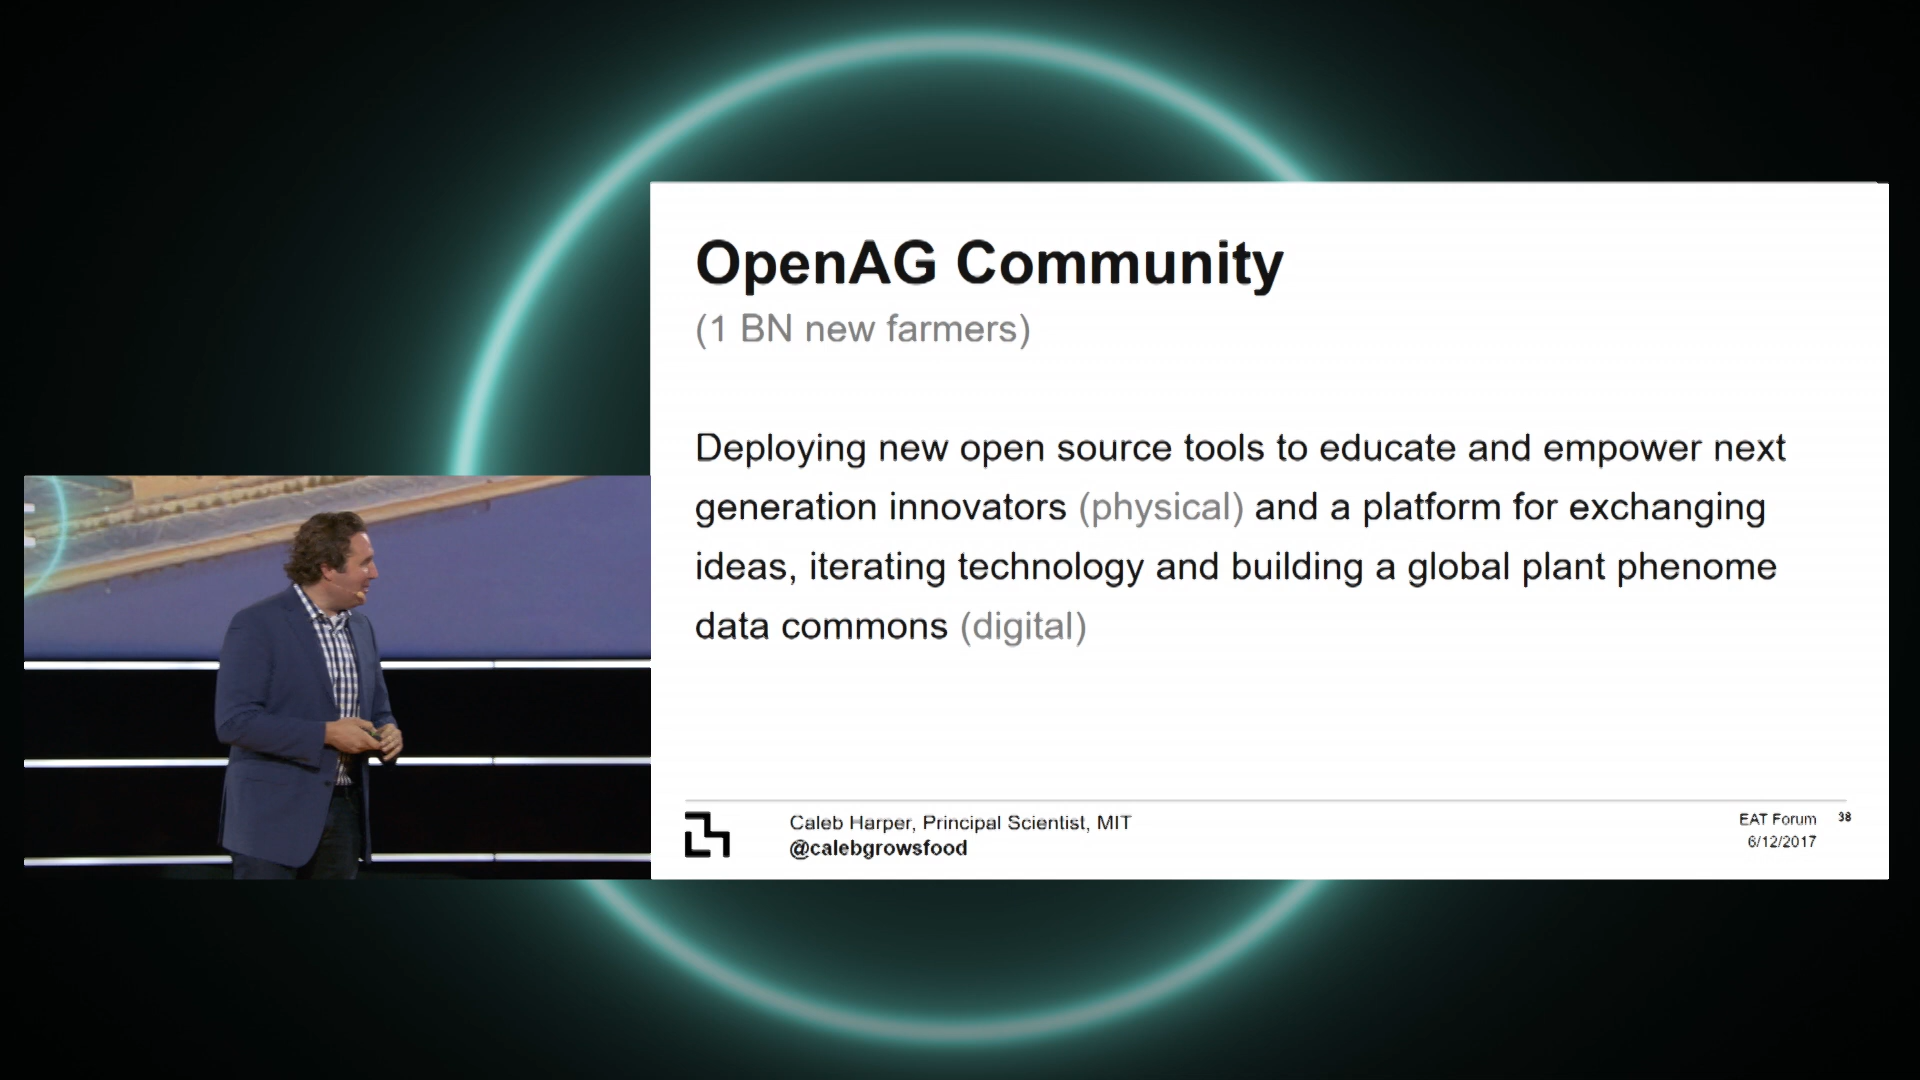 OpenAG Community
(1 BN new farmers)
Deploying new open source tools to educate and empower next
generation innovators (physical) and a platform for exchanging
ideas, iterating technology and building a global plant phenome
data commons (digital)
Caleb Harper, Principal Scientist, MIT
@calebgrowsfood
EAT Forum 38
6/12/2017